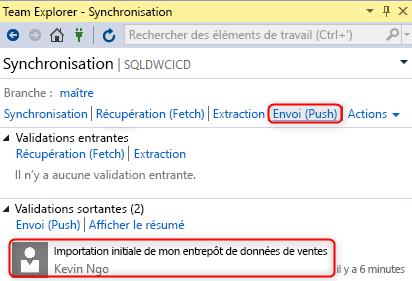 Team Explorer - Synchronisation
Rechercher des éléments de travail (Ctrl+')
Synchronisation | SQLDWCICD
Branche : maître
Synchronisation | Récupération (Fetch) | Extraction | Envoi (Push) | Actions
Validations entrantes
Récupération (Fetch) | Extraction
Il n’y a aucune validation entrante.
Validations sortantes (2)
Envoi (Push) | Afficher le résumé
Importation initiale de mon entrepôt de données de ventes
Kevin Ngo
il y a 6 minutes